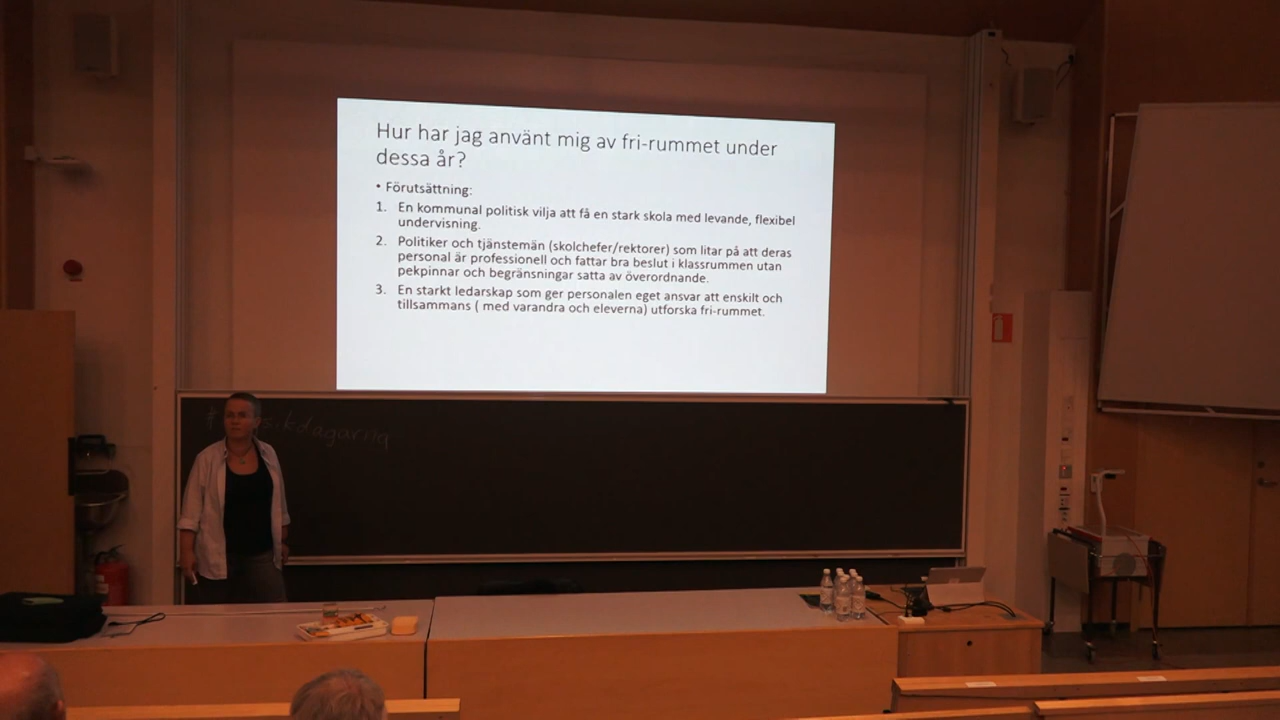 Hur har jag använt mig av fri-rummet under
dessa år?
• Förutsättning:
1. En kommunal politisk vilja att få en stark skola med levande, flexibel
undervisning.
2. Politiker och tjänstemän (skolchefer/rektorer) som litar på att deras
personal är professionell och fattar bra beslut i klassrummen utan
pekpinnar och begränsningar satta av överordnande.
3. En starkt ledarskap som ger personalen eget ansvar att enskilt och
tillsammans ( med varandra och eleverna) utforska fri-rummet.